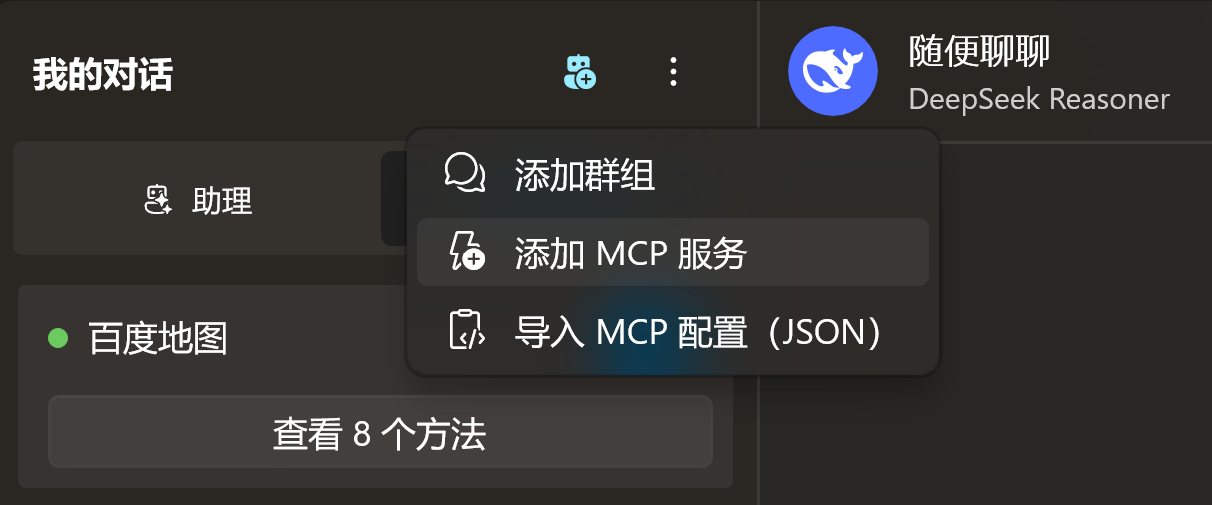 我的对话
随便聊聊
DeepSeek Reasoner
助理
添加群组
添加 MCP 服务
导入 MCP 配置（JSON）
百度地图
查看 8 个方法